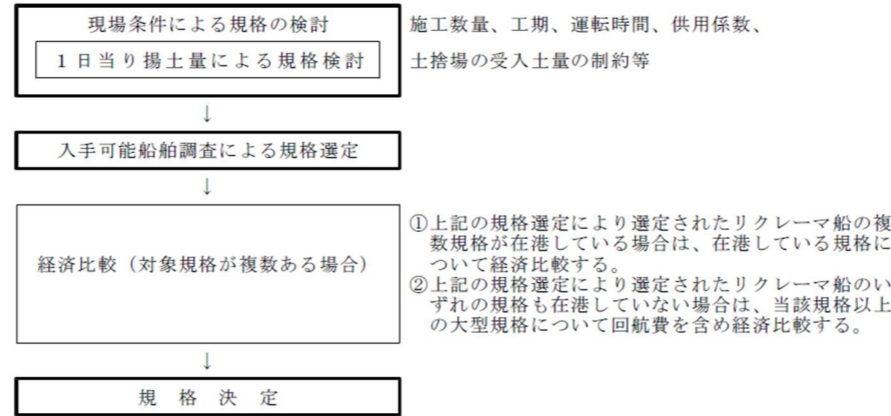 現場条件による規格の検討
施工数量、工期、運転時間、供用係数、
１日当り揚土量による規格検討
土捨場の受入土量の制約等
↓
入手可能船舶調査による規格選定
↓
経済比較（対象規格が複数ある場合）
①上記の規格選定により選定されたリクレーマ船の複
数規格が在港している場合は、在港している規格に
ついて経済比較する。
②上記の規格選定により選定されたリクレーマ船のい
ずれの規格も在港していない場合は、当該規格以上
の大型規格について回航費を含め経済比較する。
↓
規 格 決 定